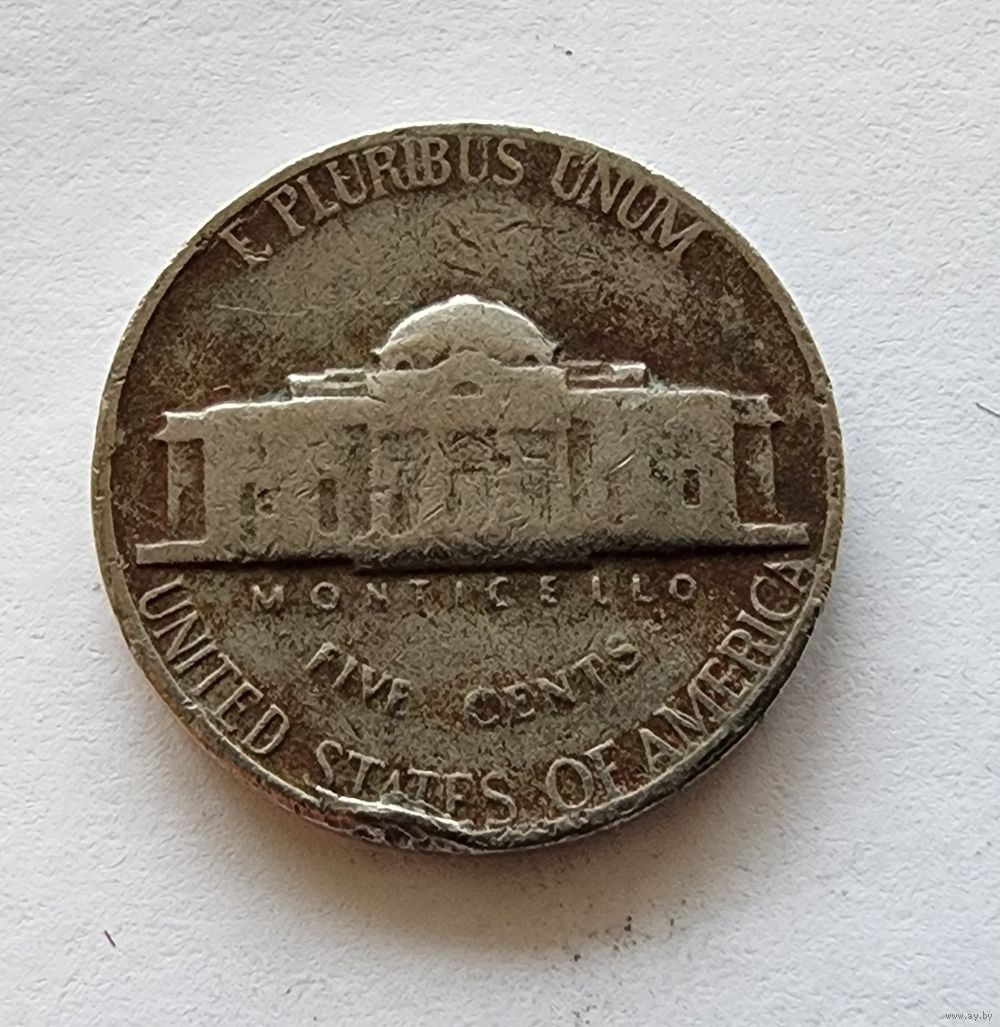 E PLURIBUS UNUM
MONTICELLO
FIVE CENTS
UNITED STATES OF AMERICA
www.ay.by